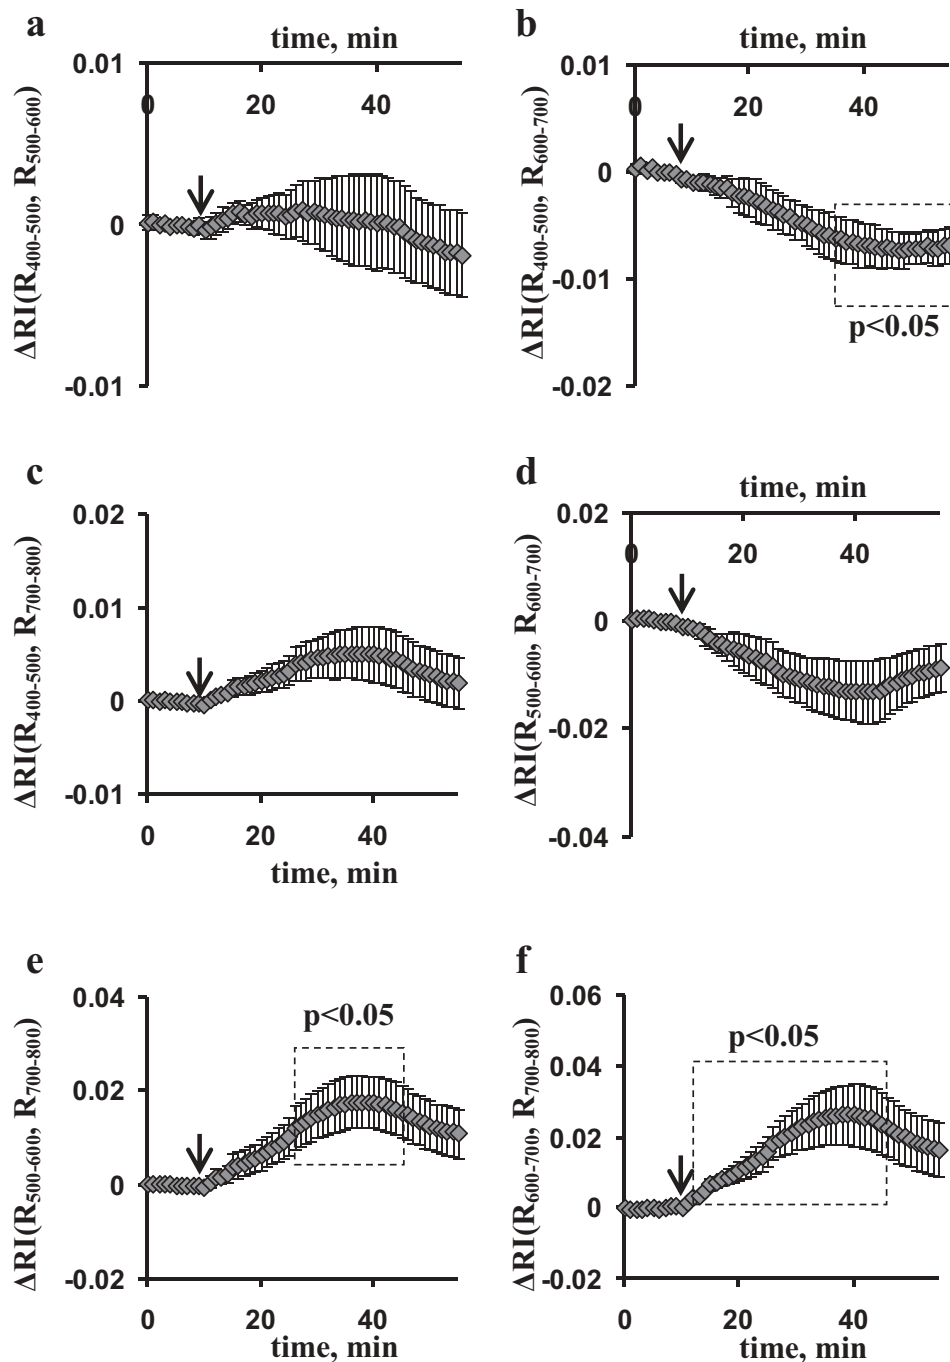 a
time, min
0.01
0
20
40
0
-0.01
ΔRI(R400-500, R500-600)
b
time, min
0.01
0
20
40
0
-0.01
-0.02
ΔRI(R400-500, R600-700)
p<0.05
c
0.02
0.01
0
-0.01
0
20
40
time, min
ΔRI(R400-500, R700-800)
d
time, min
0.02
0
20
40
0
-0.02
-0.04
ΔRI(R500-600, R600-700)
e
0.04
0.02
0
-0.02
0
20
40
time, min
ΔRI(R500-600, R700-800)
p<0.05
f
0.06
0.04
0.02
0
-0.02
0
20
40
time, min
ΔRI(R600-700, R700-800)
p<0.05